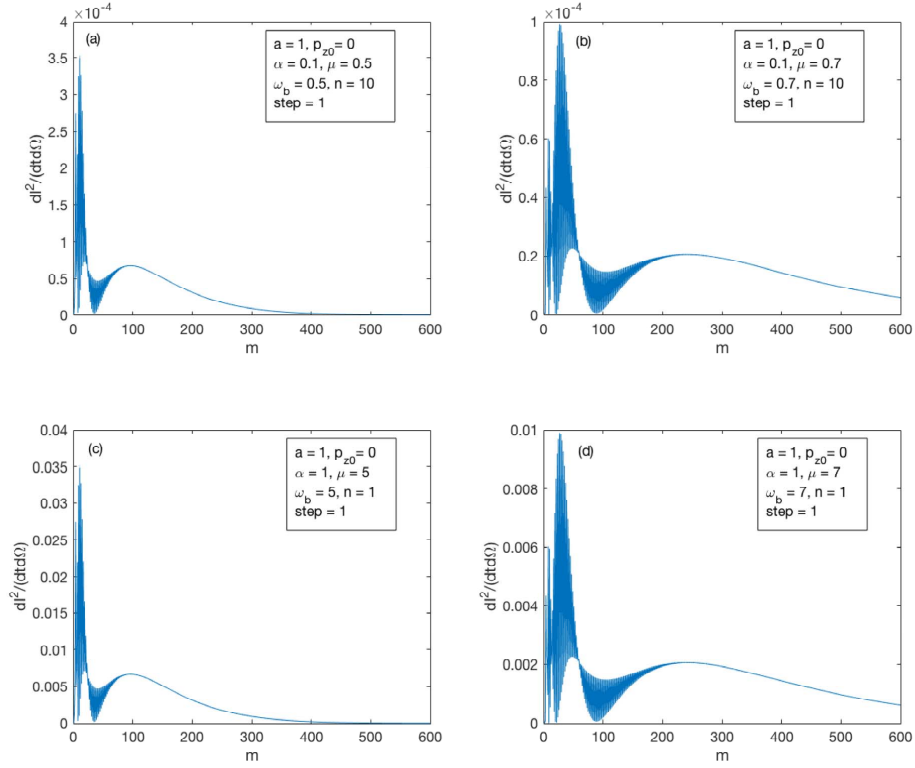 ×10⁻⁴
(a)
a = 1, p_z0 = 0
α = 0.1, μ = 0.5
ω_b = 0.5, n = 10
step = 1
4
3.5
3
2.5
2
1.5
1
0.5
0
dI²/(dtdΩ)
0 100 200 300 400 500 600
m
×10⁻⁴
(b)
a = 1, p_z0 = 0
α = 0.1, μ = 0.7
ω_b = 0.7, n = 10
step = 1
1
0.8
0.6
0.4
0.2
0
dI²/(dtdΩ)
0 100 200 300 400 500 600
m
(c)
a = 1, p_z0 = 0
α = 1, μ = 5
ω_b = 5, n = 1
step = 1
0.04
0.035
0.03
0.025
0.02
0.015
0.01
0.005
0
dI²/(dtdΩ)
0 100 200 300 400 500 600
m
(d)
a = 1, p_z0 = 0
α = 1, μ = 7
ω_b = 7, n = 1
step = 1
0.01
0.008
0.006
0.004
0.002
0
dI²/(dtdΩ)
0 100 200 300 400 500 600
m